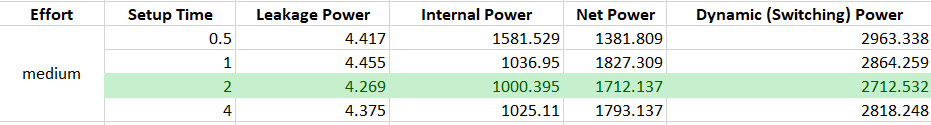 Effort Setup Time Leakage Power Internal Power Net Power Dynamic (Switching) Power
0.5 4.417 1581.529 1381.809 2963.338
1 4.455 1036.95 1827.309 2864.259
medium
2 4.269 1000.395 1712.137 2712.532
4 4.375 1025.11 1793.137 2818.248